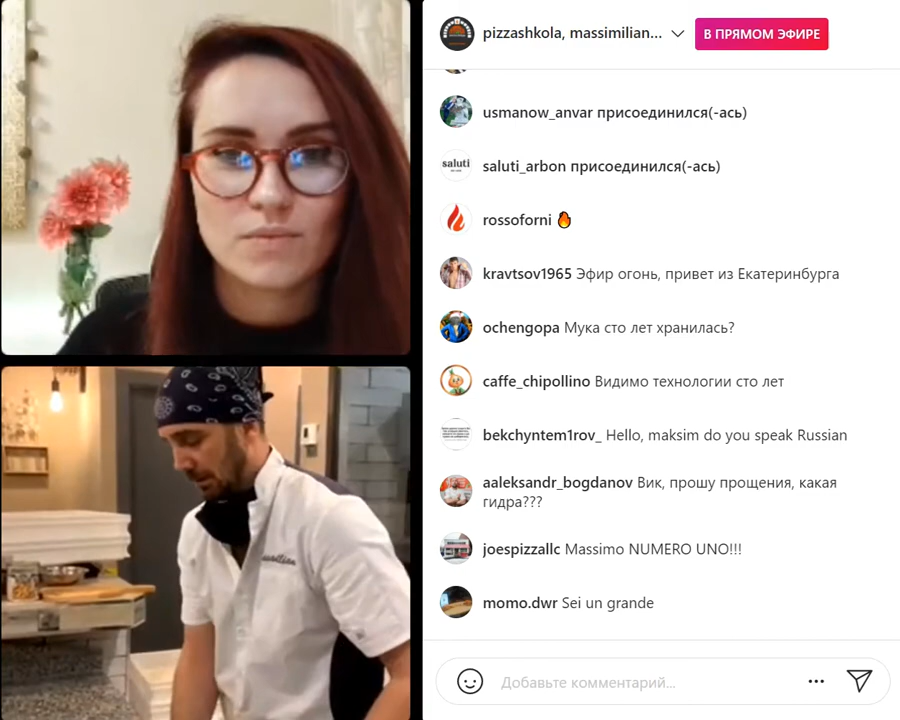 pizzashkola, massimilian...
В ПРЯМОМ ЭФИРЕ
usmanow_anvar присоединился(-ась)
saluti
saluti_arbon присоединился(-ась)
rossoforni 🔥
kravtsov1965 Эфир огонь, привет из Екатеринбурга
ochengopa Мука сто лет хранилась?
caffe_chipollino Видимо технологии сто лет
bekchyntem1rov_ Hello, maksim do you speak Russian
aaleksandr_bogdanov Вик, прошу прощения, какая
гидра???
joespizzallc Massimo NUMERO UNO!!!
momo.dwr Sei un grande
Добавьте комментарий...